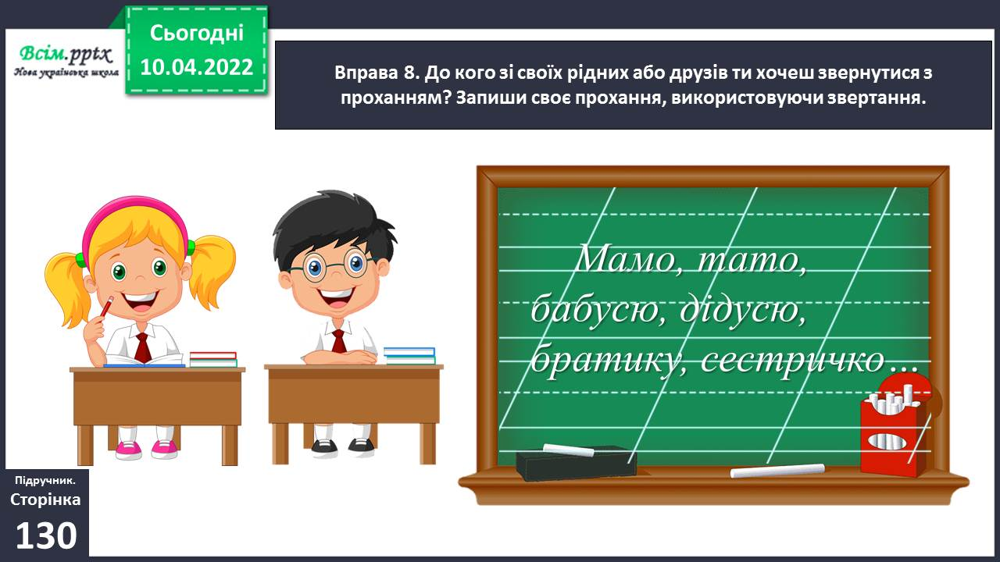 Сьогодні
10.04.2022
Всім.pptx
Нова українська школа
Вправа 8. До кого зі своїх рідних або друзів ти хочеш звернутися з
проханням? Запиши своє прохання, використовуючи звертання.
Мамо, тато,
бабусю, дідусю,
братику, сестричко...
Підручник.
Сторінка
130